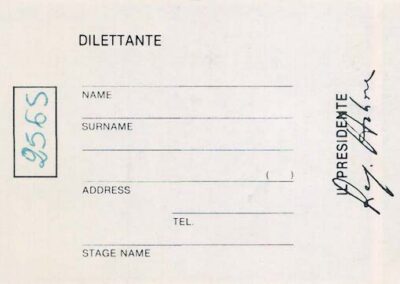 DILETTANTE
NAME
SURNAME
( )
ADDRESS
TEL.
STAGE NAME
2565
IL PRESIDENTE